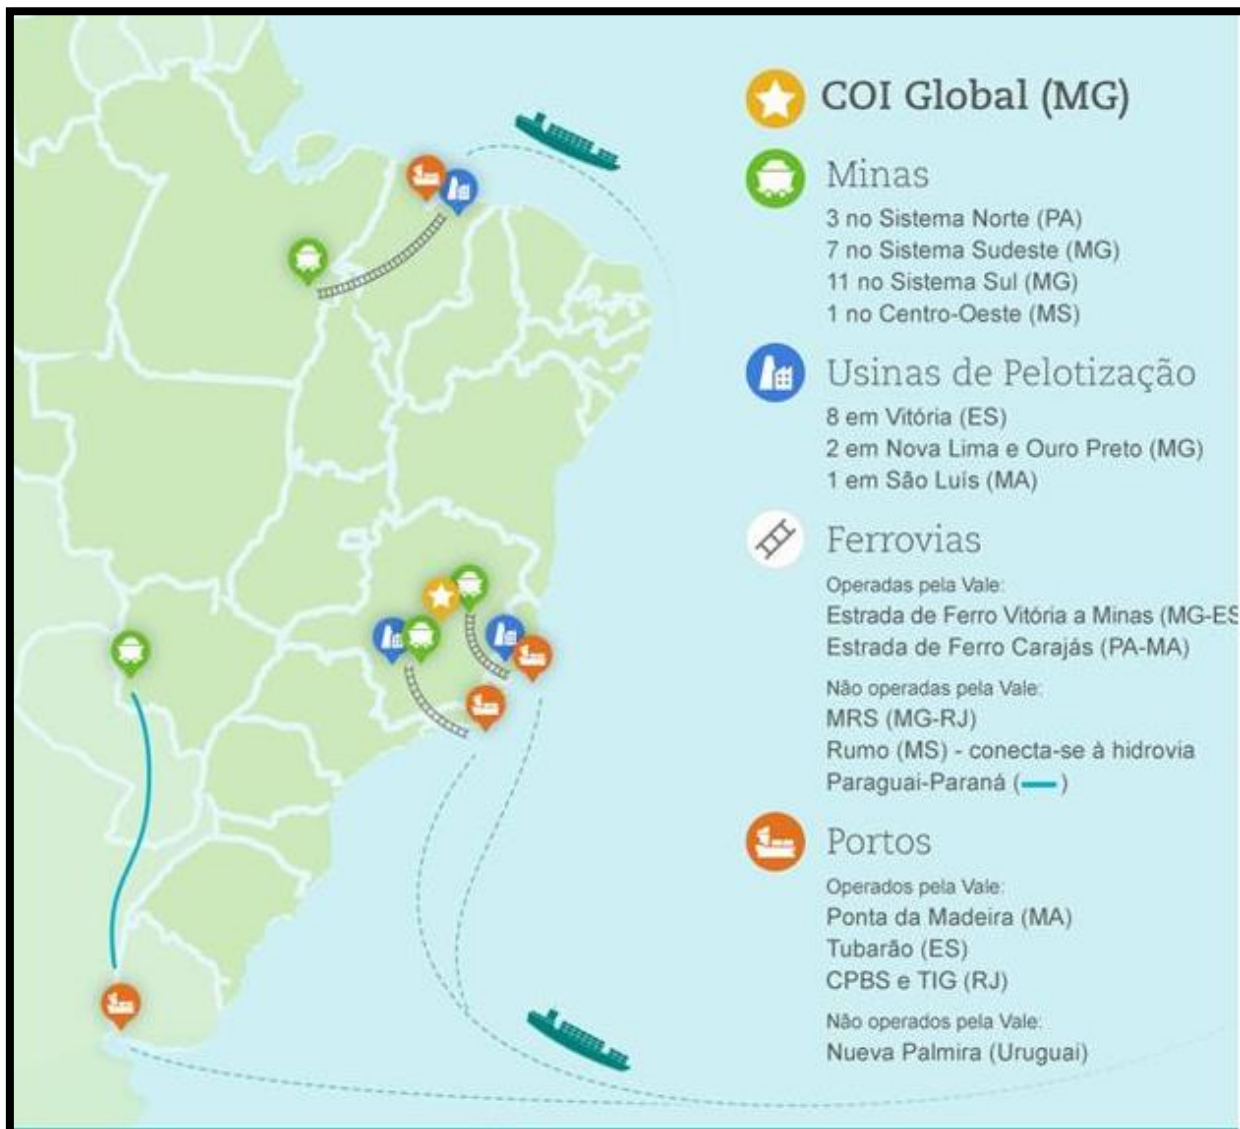 COI Global (MG)
Minas
3 no Sistema Norte (PA)
7 no Sistema Sudeste (MG)
11 no Sistema Sul (MG)
1 no Centro-Oeste (MS)
Usinas de Pelotização
8 em Vitória (ES)
2 em Nova Lima e Ouro Preto (MG)
1 em São Luís (MA)
Ferrovias
Operadas pela Vale:
Estrada de Ferro Vitória a Minas (MG-ES
Estrada de Ferro Carajás (PA-MA)
Não operadas pela Vale:
MRS (MG-RJ)
Rumo (MS) - conecta-se à hidrovia
Paraguai-Paraná ( )
Portos
Operados pela Vale:
Ponta da Madeira (MA)
Tubarão (ES)
CPBS e TIG (RJ)
Não operados pela Vale:
Nueva Palmira (Uruguai)